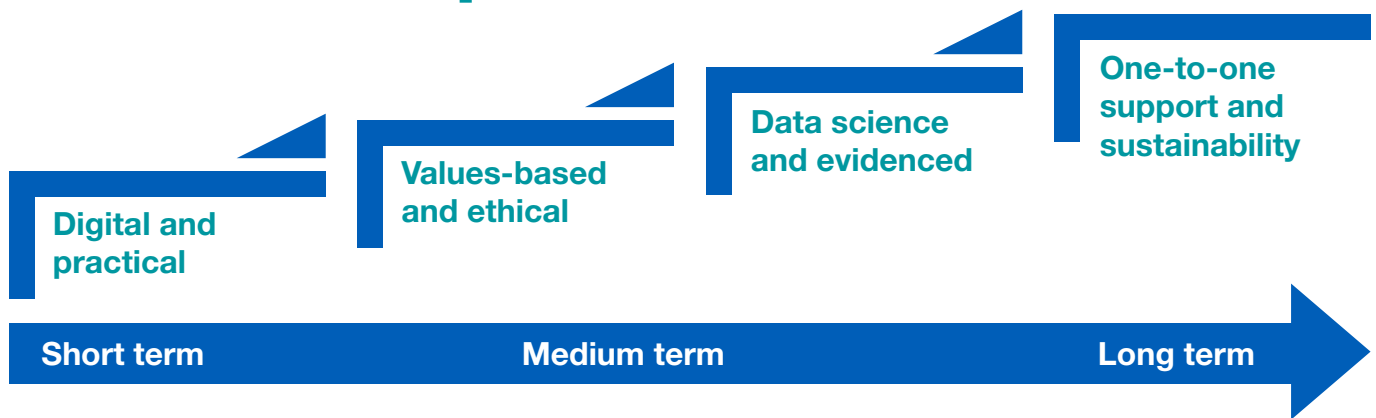 Digital and
practical
Values-based
and ethical
Data science
and evidenced
One-to-one
support and
sustainability
Short term
Medium term
Long term